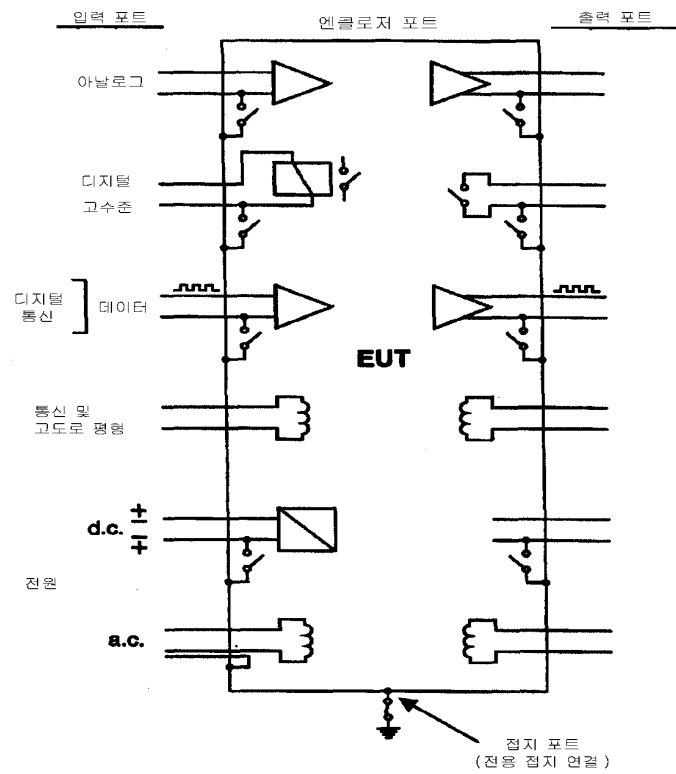 입력 포트
엔클로저 포트
출력 포트
아날로그
디지털
고수준
디지털
통신
데이터
EUT
통신 및
고도로 평형
d.c.
전원
a.c.
접지 포트
(전용 접지 연결)